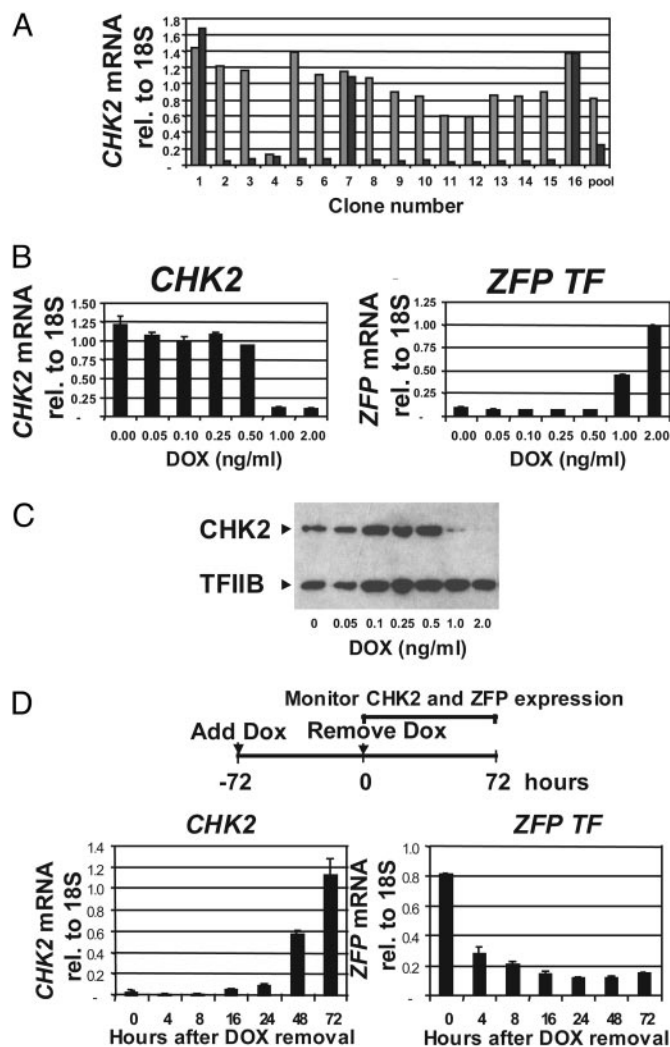 A
CHK2 mRNA
rel. to 18S
1.8
1.6
1.4
1.2
1.0
0.8
0.6
0.4
0.2
-
1 2 3 4 5 6 7 8 9 10 11 12 13 14 15 16 pool
Clone number
B
CHK2
CHK2 mRNA
rel. to 18S
1.50
1.25
1.00
0.75
0.50
0.25
-
0.00 0.05 0.10 0.25 0.50 1.00 2.00
DOX (ng/ml)
ZFP TF
ZFP mRNA
rel. to 18S
1.25
1.00
0.75
0.50
0.25
-
0.00 0.05 0.10 0.25 0.50 1.00 2.00
DOX (ng/ml)
C
CHK2
TFIIB
0 0.05 0.1 0.25 0.5 1.0 2.0
DOX (ng/ml)
D
Monitor CHK2 and ZFP expression
Add Dox Remove Dox
-72 0 72 hours
CHK2
CHK2 mRNA
rel. to 18S
1.4
1.2
1.0
0.8
0.6
0.4
0.2
-
0 4 8 16 24 48 72
Hours after DOX removal
ZFP TF
ZFP mRNA
rel. to 18S
1.0
0.8
0.6
0.4
0.2
-
0 4 8 16 24 48 72
Hours after DOX removal